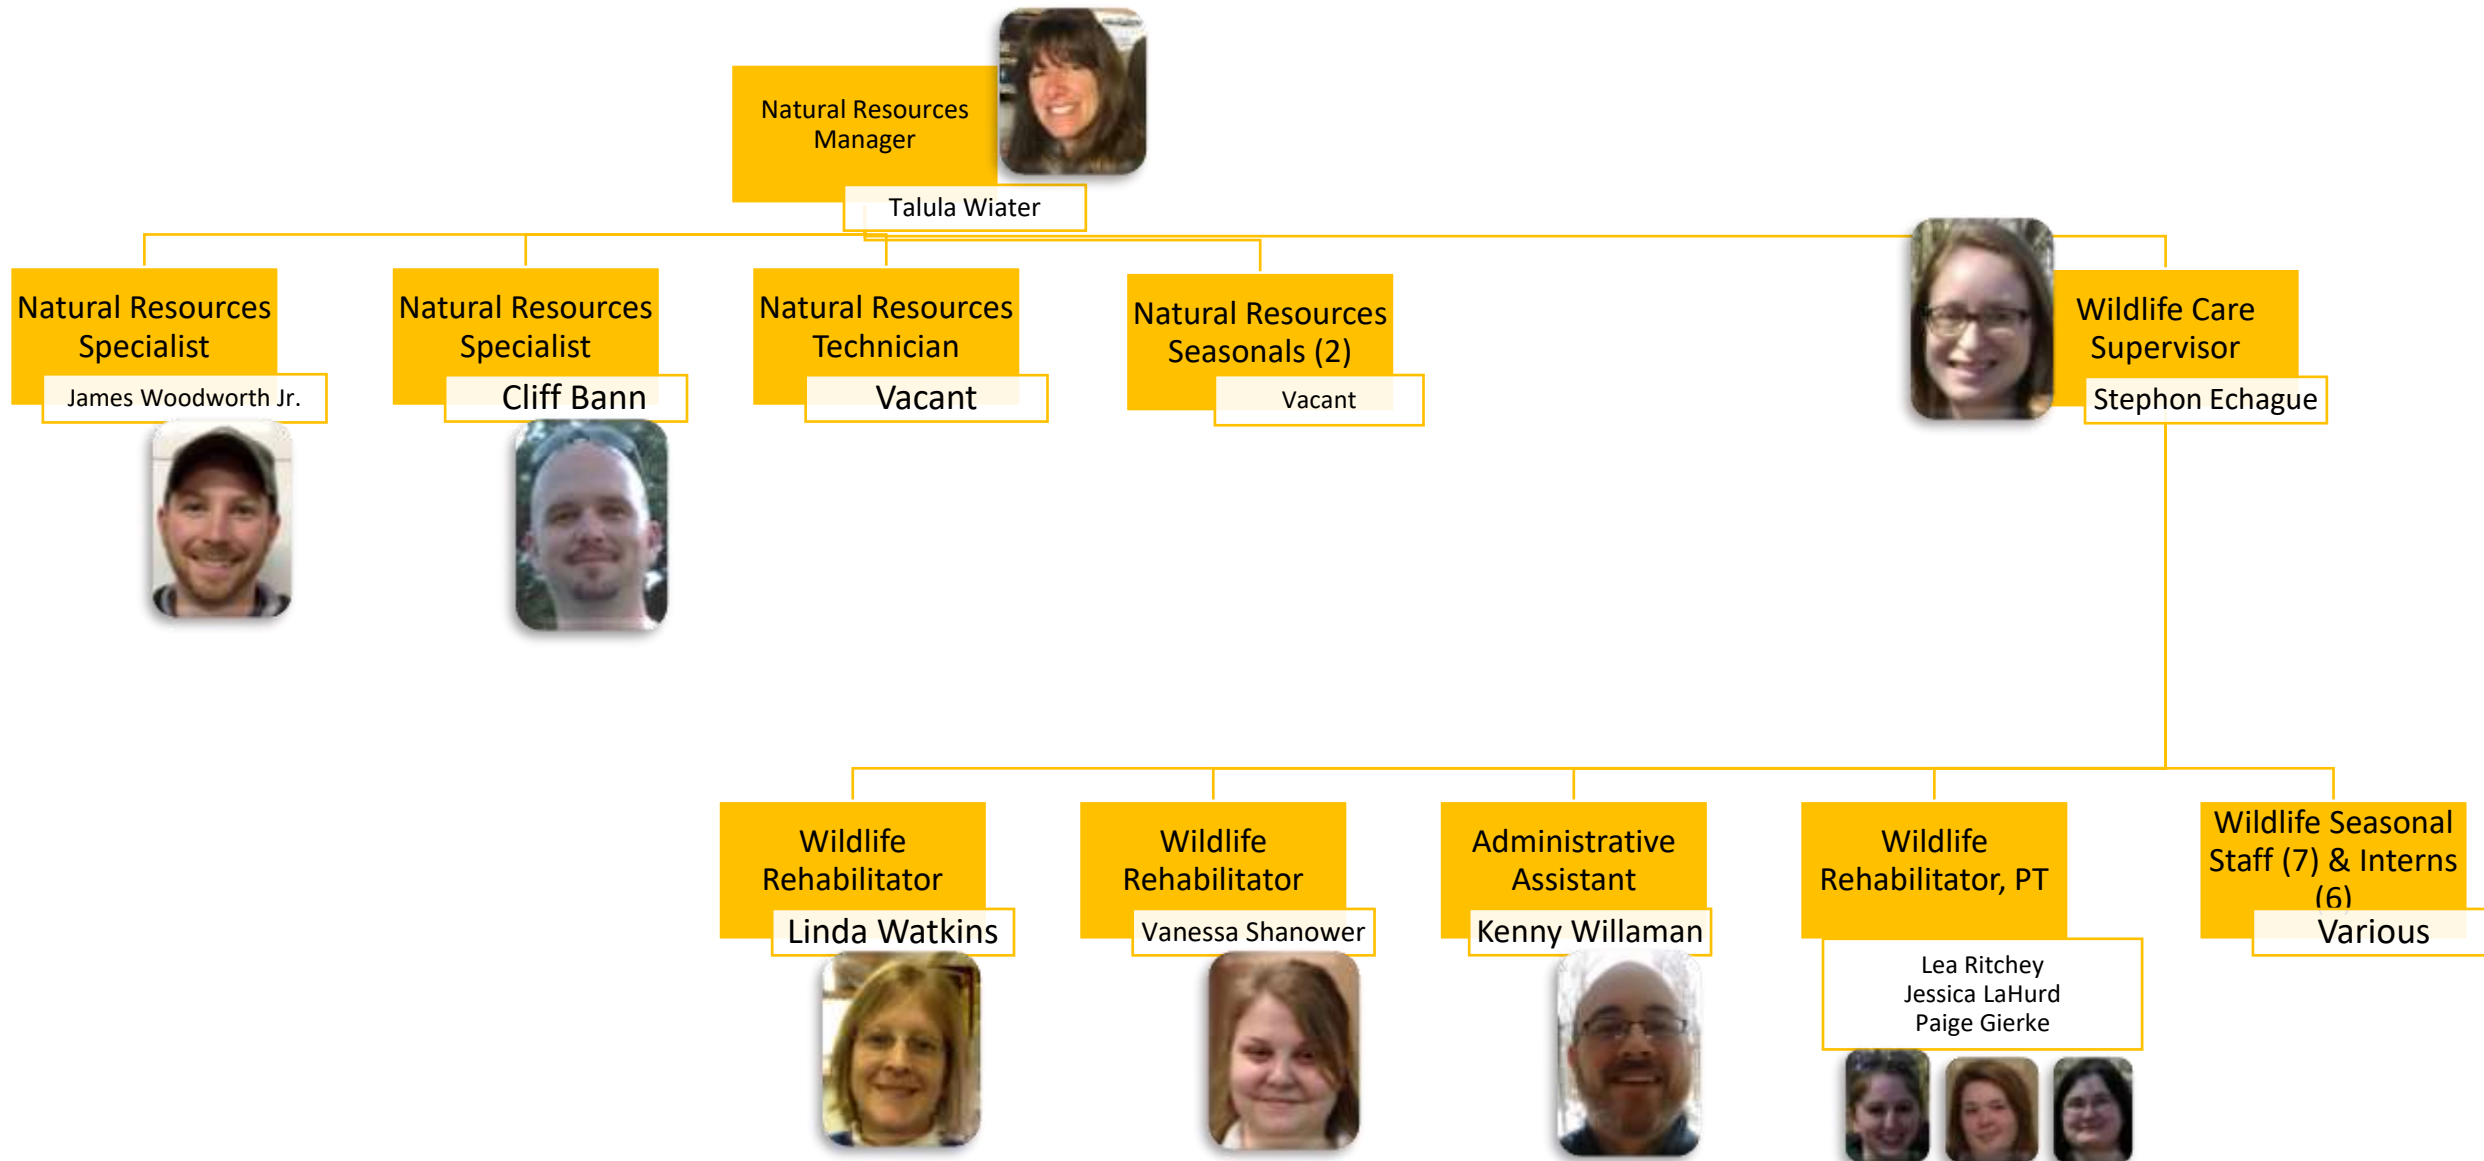 Natural Resources
Manager
Talula Wiater
Natural Resources
Specialist
James Woodworth Jr.
Natural Resources
Specialist
Cliff Bann
Natural Resources
Technician
Vacant
Natural Resources
Seasonals (2)
Vacant
Wildlife Care
Supervisor
Stephon Echague
Wildlife
Rehabilitator
Linda Watkins
Wildlife
Rehabilitator
Vanessa Shanower
Administrative
Assistant
Kenny Willaman
Wildlife
Rehabilitator, PT
Lea Ritchey
Jessica LaHurd
Paige Gierke
Wildlife Seasonal
Staff (7) & Interns
(6)
Various